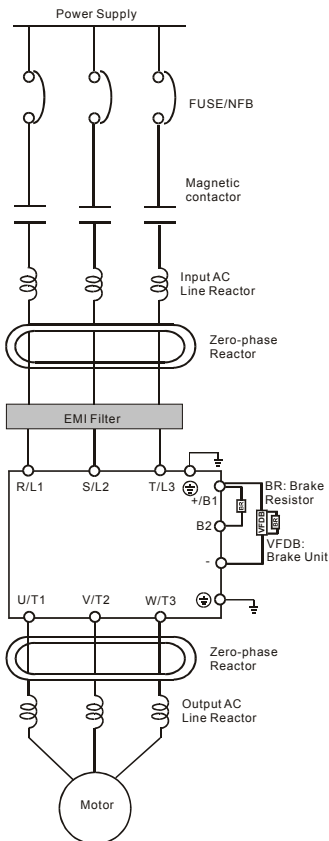 Power Supply
FUSE/NFB
Magnetic
contactor
Input AC
Line Reactor
Zero-phase
Reactor
EMI Filter
R/L1
S/L2
T/L3
+/B1
BR
BR: Brake
Resistor
B2
VFDB
BR
VFDB:
Brake Unit
-
U/T1
V/T2
W/T3
Zero-phase
Reactor
Output AC
Line Reactor
Motor